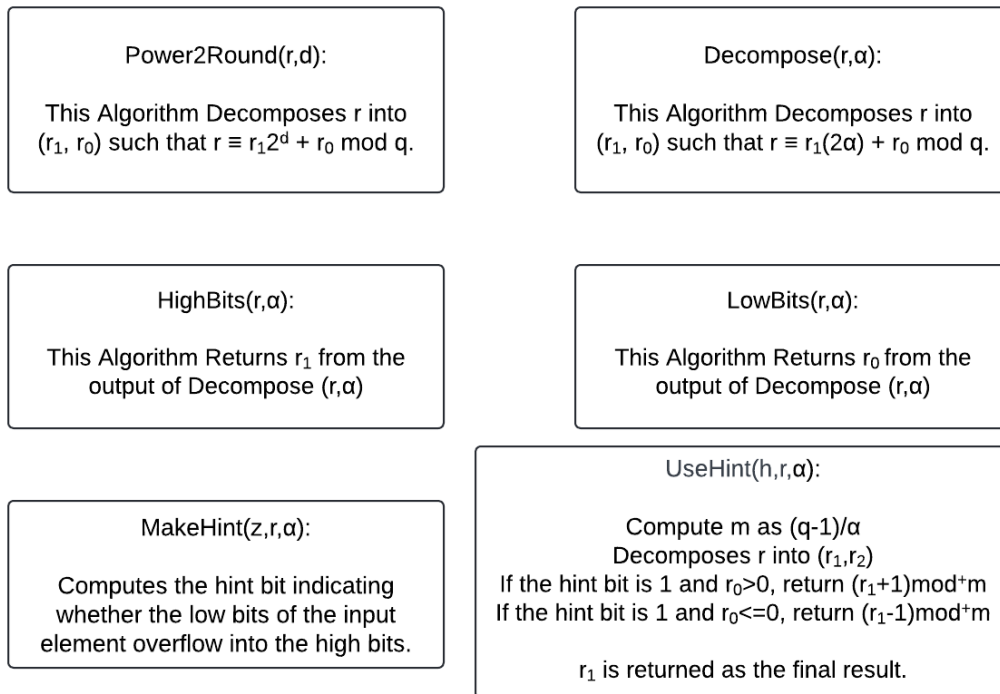 Power2Round(r,d):
This Algorithm Decomposes r into
(r₁, r₀) such that r ≡ r₁2ᵈ + r₀ mod q.
Decompose(r,α):
This Algorithm Decomposes r into
(r₁, r₀) such that r ≡ r₁(2α) + r₀ mod q.
HighBits(r,α):
This Algorithm Returns r₁ from the
output of Decompose (r,α)
LowBits(r,α):
This Algorithm Returns r₀ from the
output of Decompose (r,α)
MakeHint(z,r,α):
Computes the hint bit indicating
whether the low bits of the input
element overflow into the high bits.
UseHint(h,r,α):
Compute m as (q-1)/α
Decomposes r into (r₁,r₂)
If the hint bit is 1 and r₀>0, return (r₁+1)mod⁺m
If the hint bit is 1 and r₀<=0, return (r₁-1)mod⁺m
r₁ is returned as the final result.